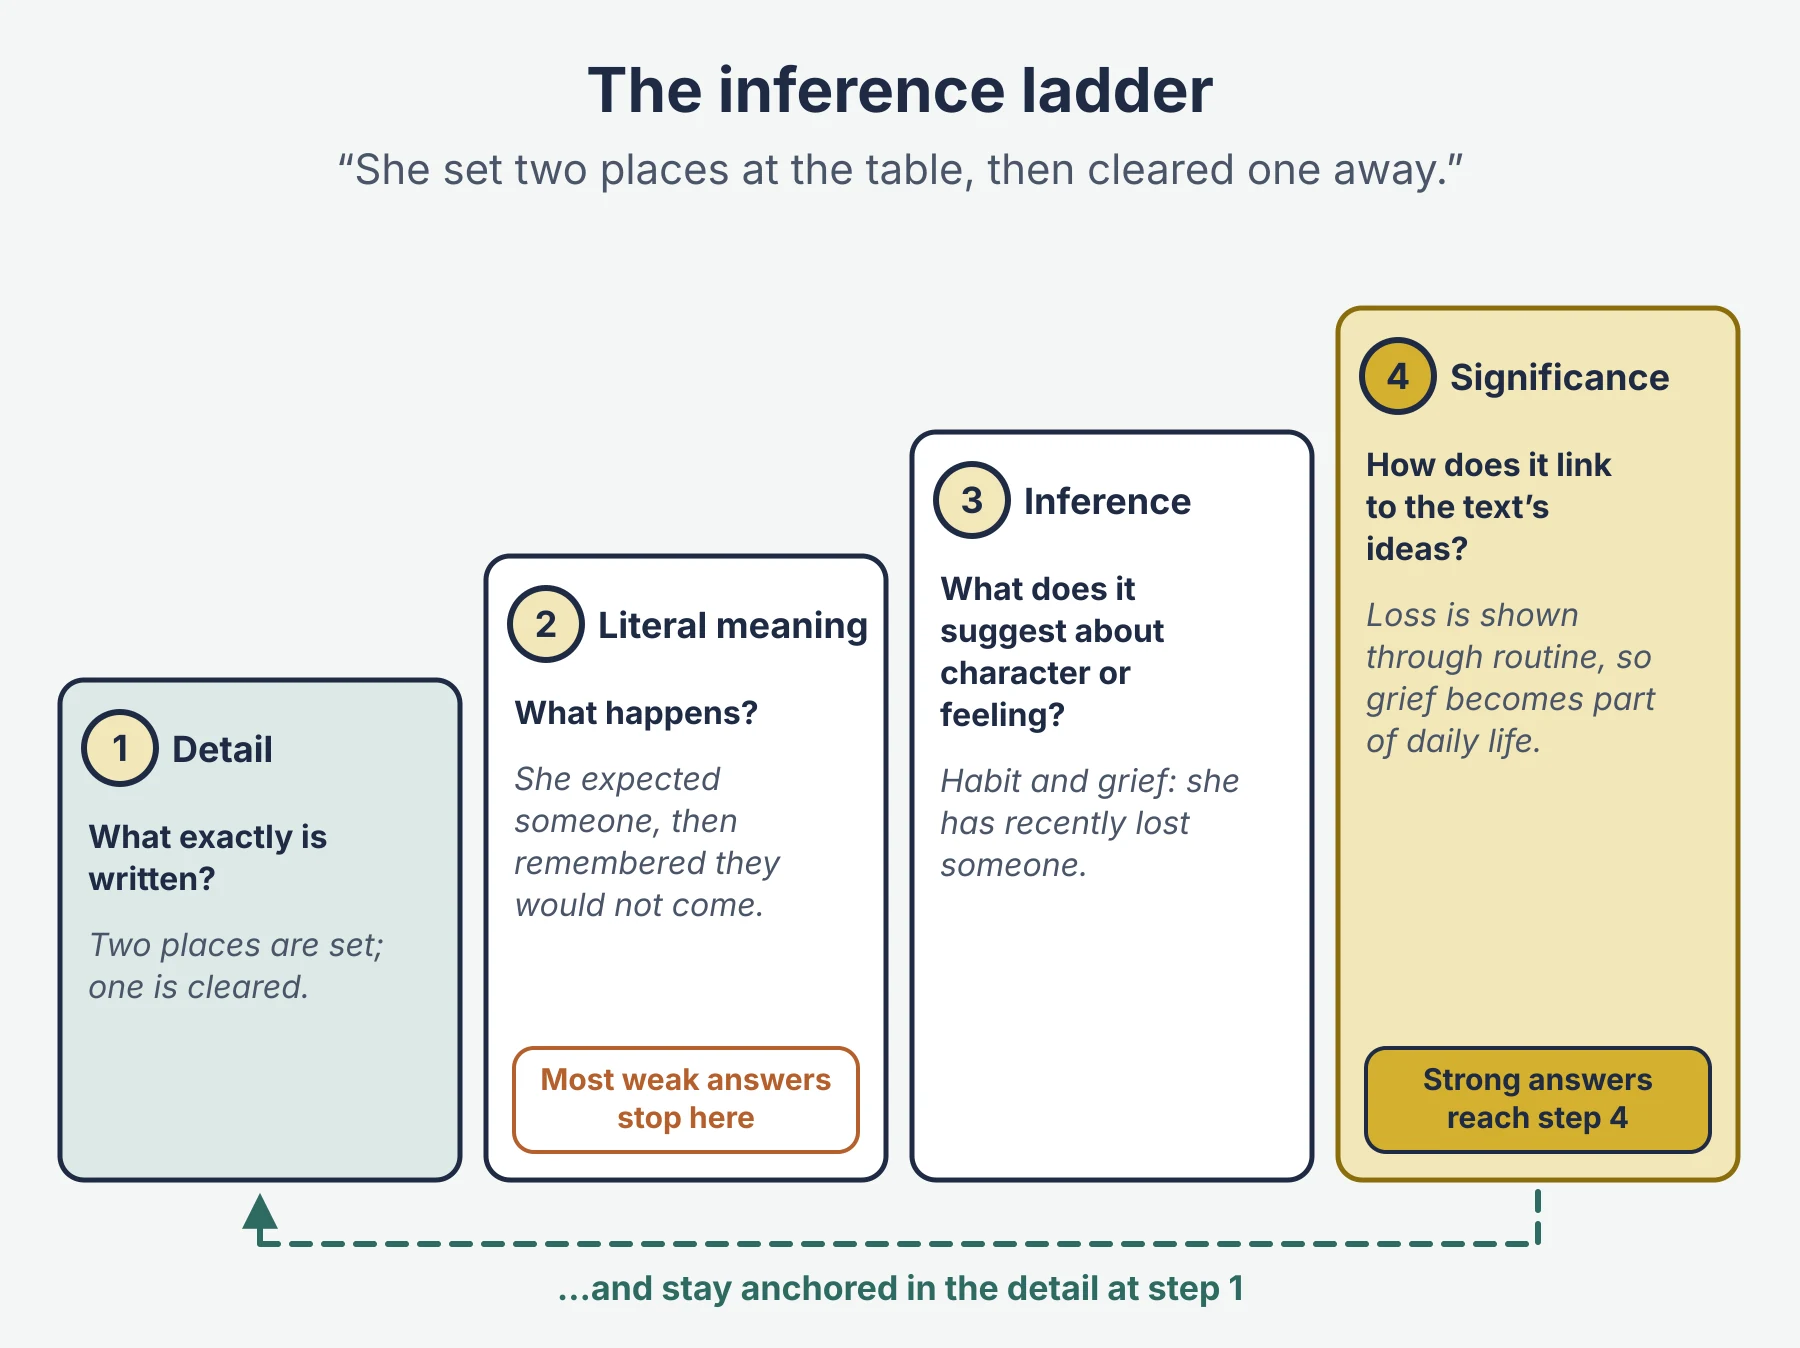 The inference ladder
“She set two places at the table, then cleared one away.”
1 Detail
What exactly is
written?
Two places are set;
one is cleared.
2 Literal meaning
What happens?
She expected
someone, then
remembered they
would not come.
Most weak answers
stop here
3 Inference
What does it
suggest about
character or
feeling?
Habit and grief: she
has recently lost
someone.
4 Significance
How does it link
to the text’s
ideas?
Loss is shown
through routine, so
grief becomes part
of daily life.
Strong answers
reach step 4
…and stay anchored in the detail at step 1